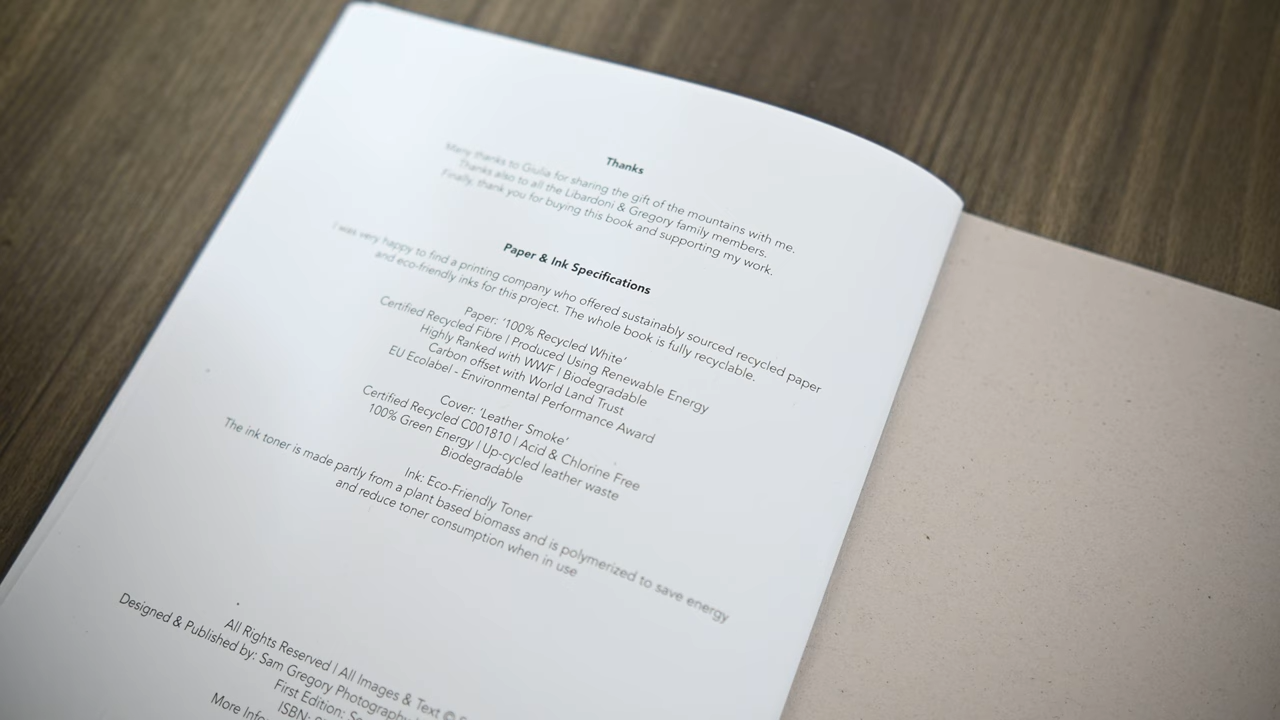 Thanks
Many thanks to Giulia for sharing the gift of the mountains with me.
Thanks also to all the Libardoni & Gregory family members.
Finally, thank you for buying this book and supporting my work.
Paper & Ink Specifications
I was very happy to find a printing company who offered sustainably sourced recycled paper
and eco-friendly inks for this project. The whole book is fully recyclable.
Paper: ‘100% Recycled White’
Certified Recycled Fibre | Produced Using Renewable Energy
Highly Ranked with WWF | Biodegradable
Carbon offset with World Land Trust
EU Ecolabel - Environmental Performance Award
Cover: ‘Leather Smoke’
Certified Recycled C001810 | Acid & Chlorine Free
100% Green Energy | Up-cycled leather waste
Biodegradable
Ink: Eco-Friendly Toner
The ink toner is made partly from a plant based biomass and is polymerized to save energy
and reduce toner consumption when in use
All Rights Reserved | All Images & Text ©
Designed & Published by: Sam Gregory Photography
First Edition:
ISBN:
More